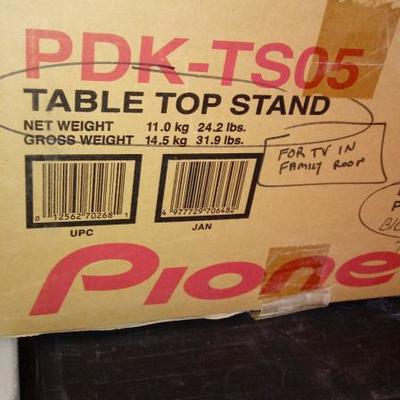 PDK-TS05
TABLE TOP STAND
NET WEIGHT 11.0 kg 24.2 lbs.
GROSS WEIGHT 14.5 kg 31.9 lbs.
FOR TV IN
FAMILY ROOM
0 12562 70268 1
4 977729 706482
UPC
JAN
Pione